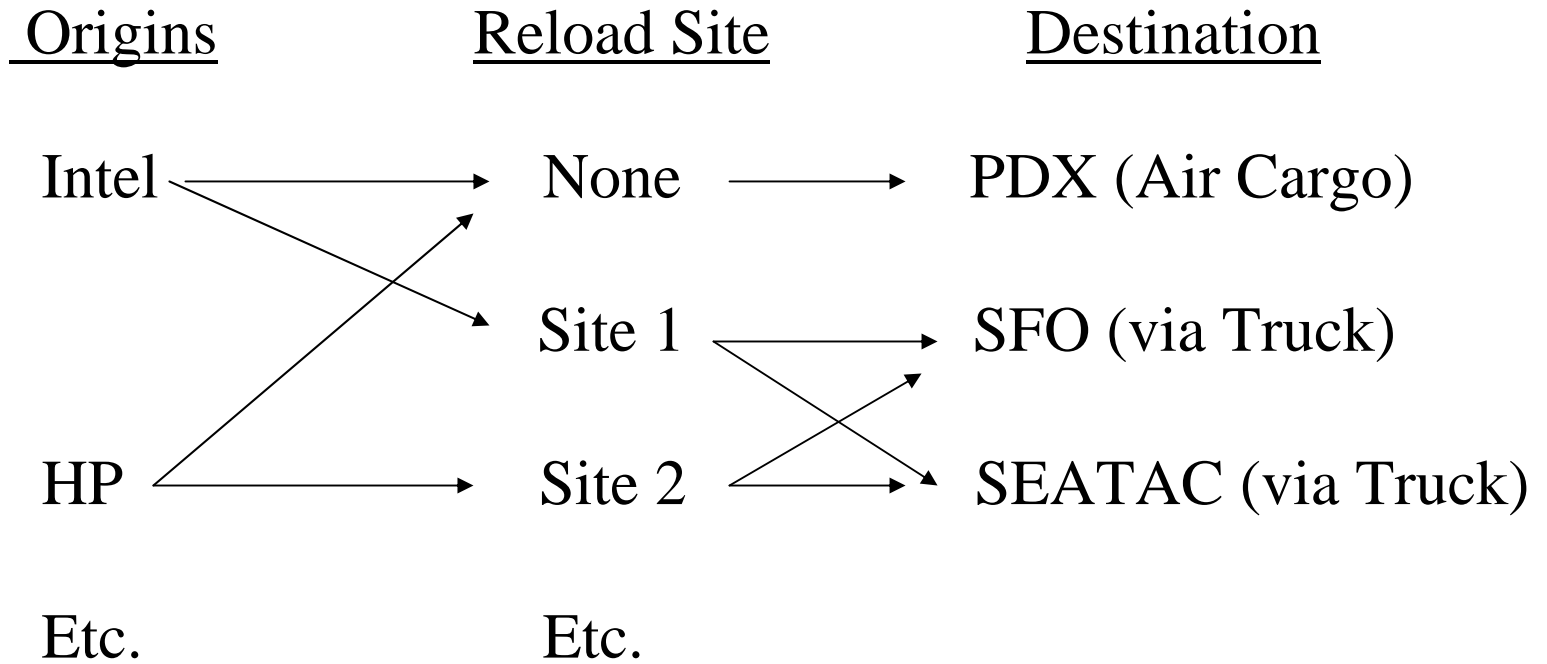 Origins Reload Site Destination
Intel None PDX (Air Cargo)
Site 1 SFO (via Truck)
HP Site 2 SEATAC (via Truck)
Etc. Etc.